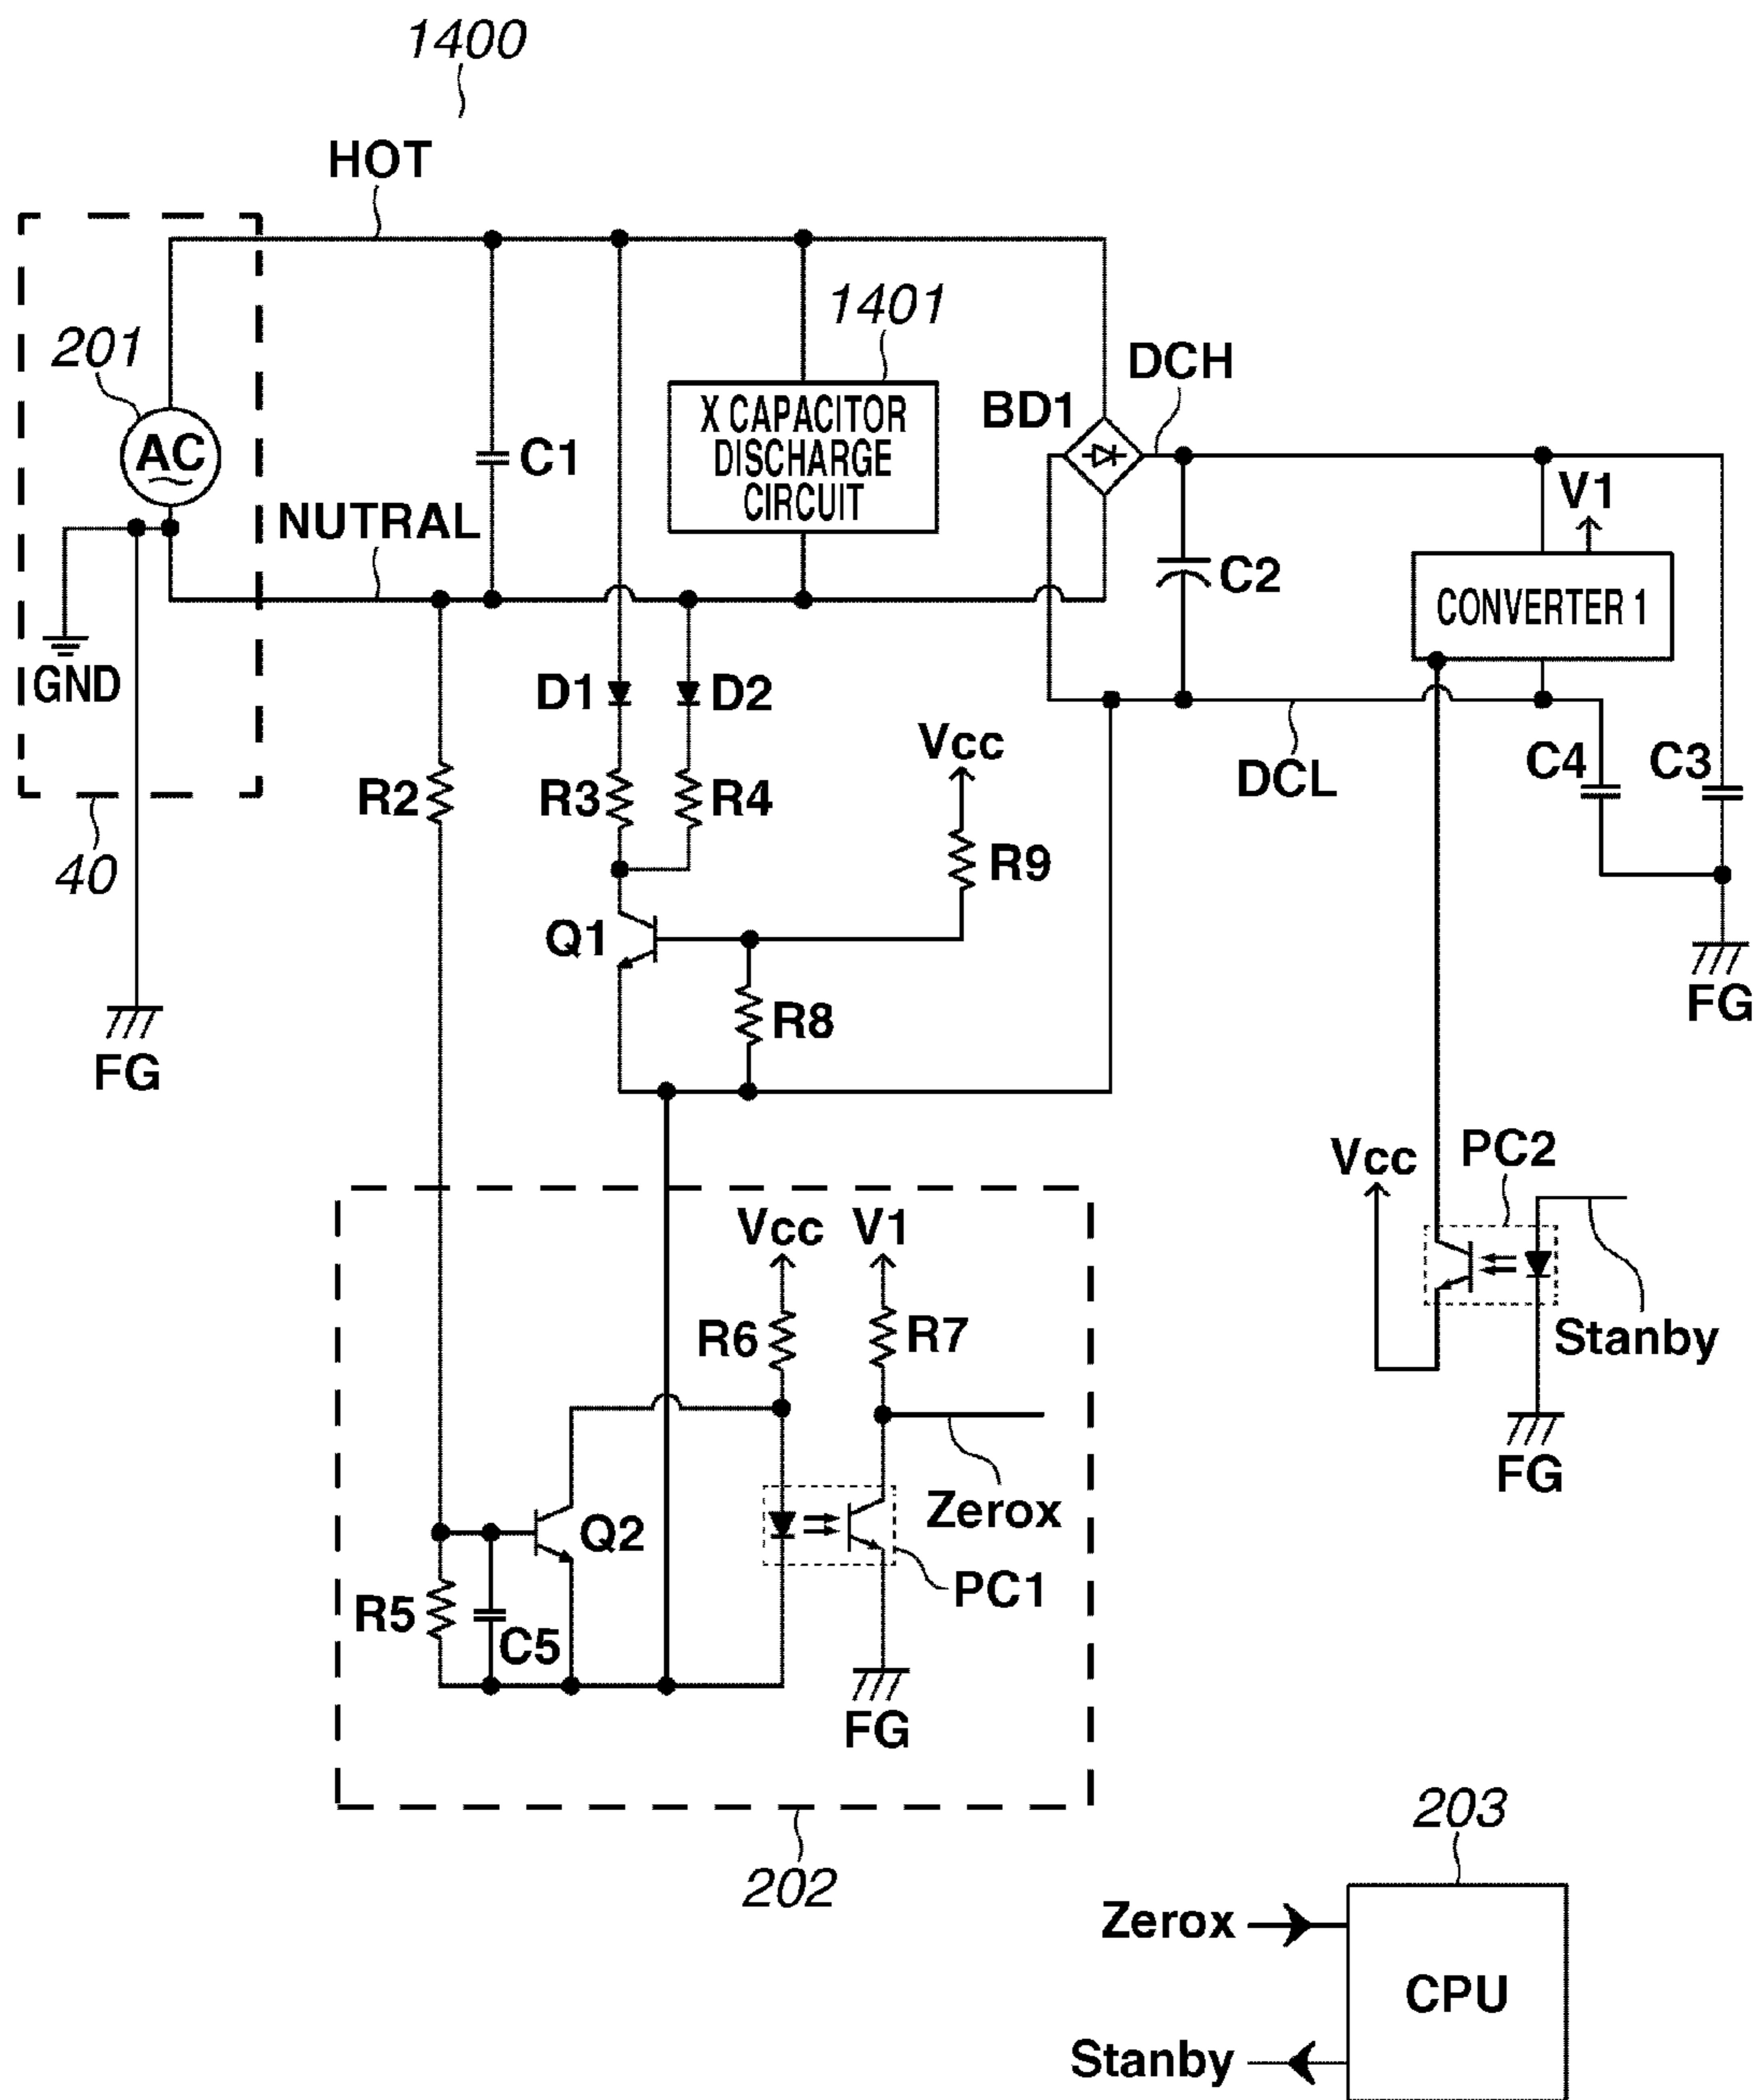 1400
HOT
201
AC
NUTRAL
GND
40
FG
C1
1401
X CAPACITOR
DISCHARGE
CIRCUIT
BD1
DCH
C2
V1
CONVERTER 1
DCL
C4
C3
FG
D1
D2
R2
R3
R4
Vcc
R9
Q1
R8
Vcc
PC2
Stanby
FG
Vcc
V1
R6
R7
Zerox
Q2
PC1
R5
C5
FG
202
203
Zerox
CPU
Stanby